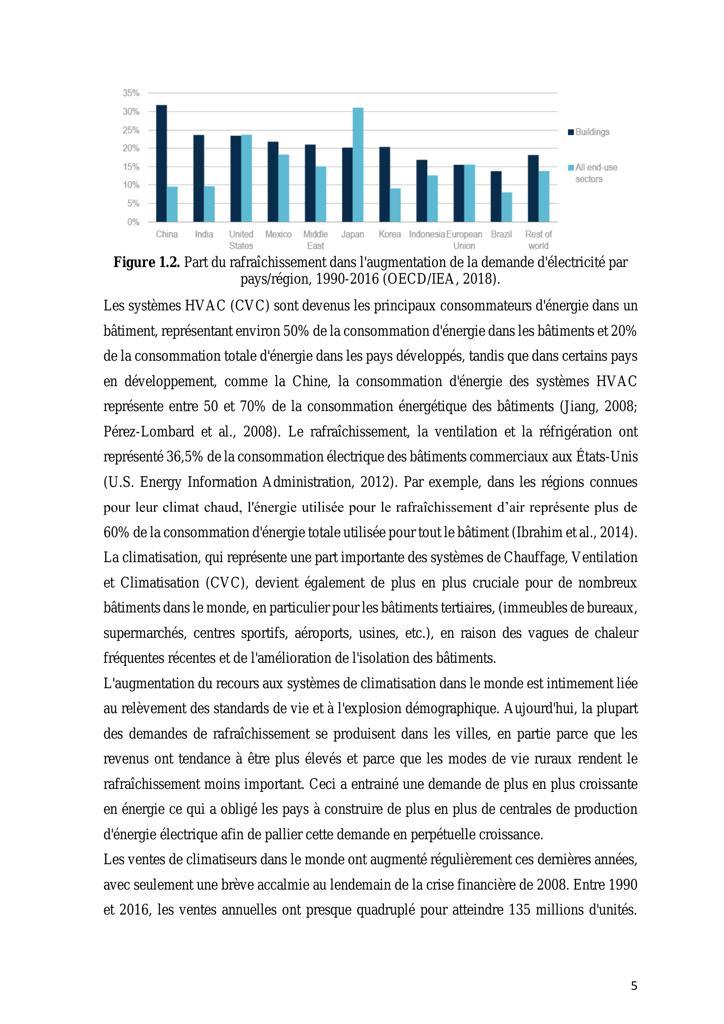 35%
30%
25%
20%
15%
10%
5%
0%
China India United States Mexico Middle East Japan Korea Indonesia European Union Brazil Rest of world
Buildings
All end-use sectors
Figure 1.2. Part du rafraîchissement dans l'augmentation de la demande d'électricité par
pays/région, 1990-2016 (OECD/IEA, 2018).
Les systèmes HVAC (CVC) sont devenus les principaux consommateurs d'énergie dans un
bâtiment, représentant environ 50% de la consommation d'énergie dans les bâtiments et 20%
de la consommation totale d'énergie dans les pays développés, tandis que dans certains pays
en développement, comme la Chine, la consommation d'énergie des systèmes HVAC
représente entre 50 et 70% de la consommation énergétique des bâtiments (Jiang, 2008;
Pérez-Lombard et al., 2008). Le rafraîchissement, la ventilation et la réfrigération ont
représenté 36,5% de la consommation électrique des bâtiments commerciaux aux États-Unis
(U.S. Energy Information Administration, 2012). Par exemple, dans les régions connues
pour leur climat chaud, l'énergie utilisée pour le rafraîchissement d’air représente plus de
60% de la consommation d'énergie totale utilisée pour tout le bâtiment (Ibrahim et al., 2014).
La climatisation, qui représente une part importante des systèmes de Chauffage, Ventilation
et Climatisation (CVC), devient également de plus en plus cruciale pour de nombreux
bâtiments dans le monde, en particulier pour les bâtiments tertiaires, (immeubles de bureaux,
supermarchés, centres sportifs, aéroports, usines, etc.), en raison des vagues de chaleur
fréquentes récentes et de l'amélioration de l'isolation des bâtiments.
L'augmentation du recours aux systèmes de climatisation dans le monde est intimement liée
au relèvement des standards de vie et à l'explosion démographique. Aujourd'hui, la plupart
des demandes de rafraîchissement se produisent dans les villes, en partie parce que les
revenus ont tendance à être plus élevés et parce que les modes de vie ruraux rendent le
rafraîchissement moins important. Ceci a entrainé une demande de plus en plus croissante
en énergie ce qui a obligé les pays à construire de plus en plus de centrales de production
d'énergie électrique afin de pallier cette demande en perpétuelle croissance.
Les ventes de climatiseurs dans le monde ont augmenté régulièrement ces dernières années,
avec seulement une brève accalmie au lendemain de la crise financière de 2008. Entre 1990
et 2016, les ventes annuelles ont presque quadruplé pour atteindre 135 millions d'unités.
5